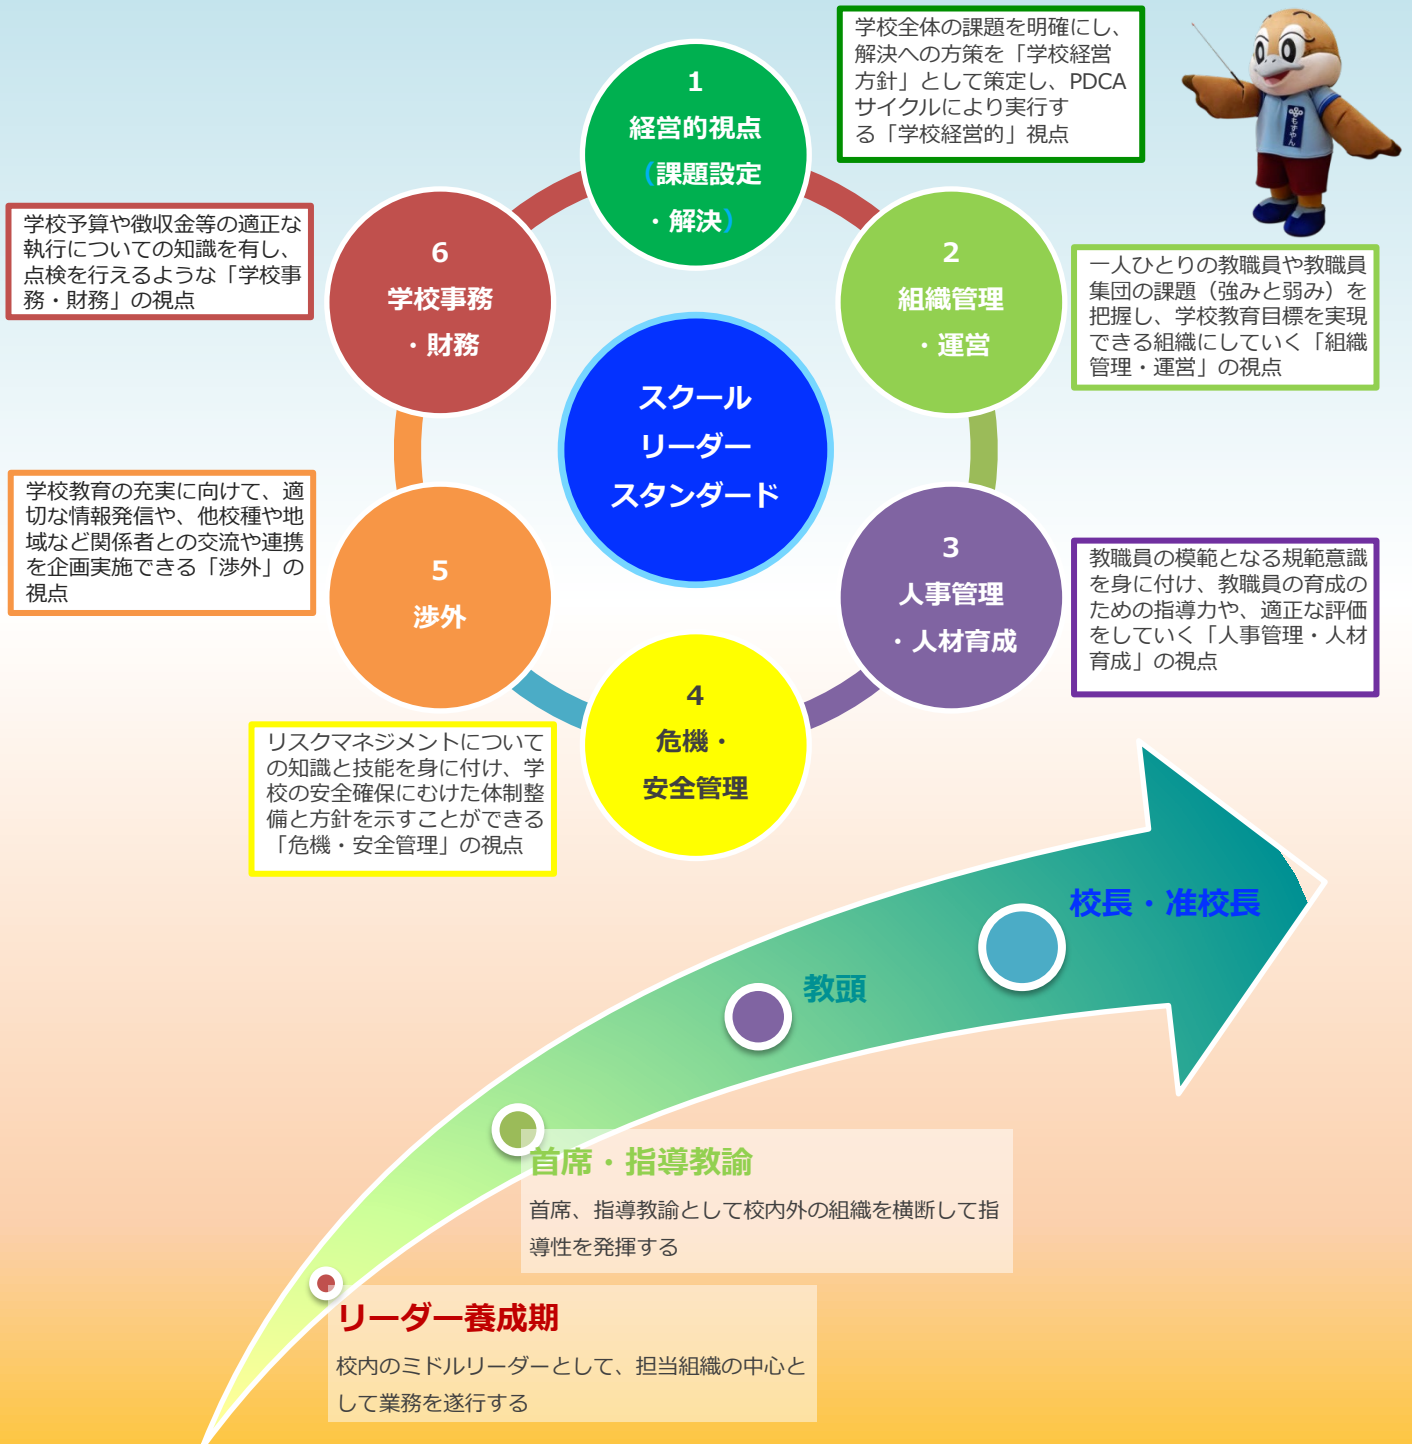 学校全体の課題を明確にし、
解決への方策を「学校経営
方針」として策定し、PDCA
サイクルにより実行す
る「学校経営的」視点
もずやん
1
経営的視点
(課題設定
・解決)
学校予算や徴収金等の適正な
執行についての知識を有し、
点検を行えるような「学校事
務・財務」の視点
6
学校事務
・財務
2
組織管理
・運営
一人ひとりの教職員や教職員
集団の課題（強みと弱み）を
把握し、学校教育目標を実現
できる組織にしていく「組織
管理・運営」の視点
スクール
リーダー
スタンダード
学校教育の充実に向けて、適
切な情報発信や、他校種や地
域など関係者との交流や連携
を企画実施できる「渉外」の
視点
5
渉外
3
人事管理
・人材育成
教職員の模範となる規範意識
を身に付け、教職員の育成の
ための指導力や、適正な評価
をしていく「人事管理・人材
育成」の視点
4
危機・
安全管理
リスクマネジメントについて
の知識と技能を身に付け、学
校の安全確保にむけた体制整
備と方針を示すことができる
「危機・安全管理」の視点
校長・准校長
教頭
首席・指導教諭
首席、指導教諭として校内外の組織を横断して指
導性を発揮する
リーダー養成期
校内のミドルリーダーとして、担当組織の中心と
して業務を遂行する